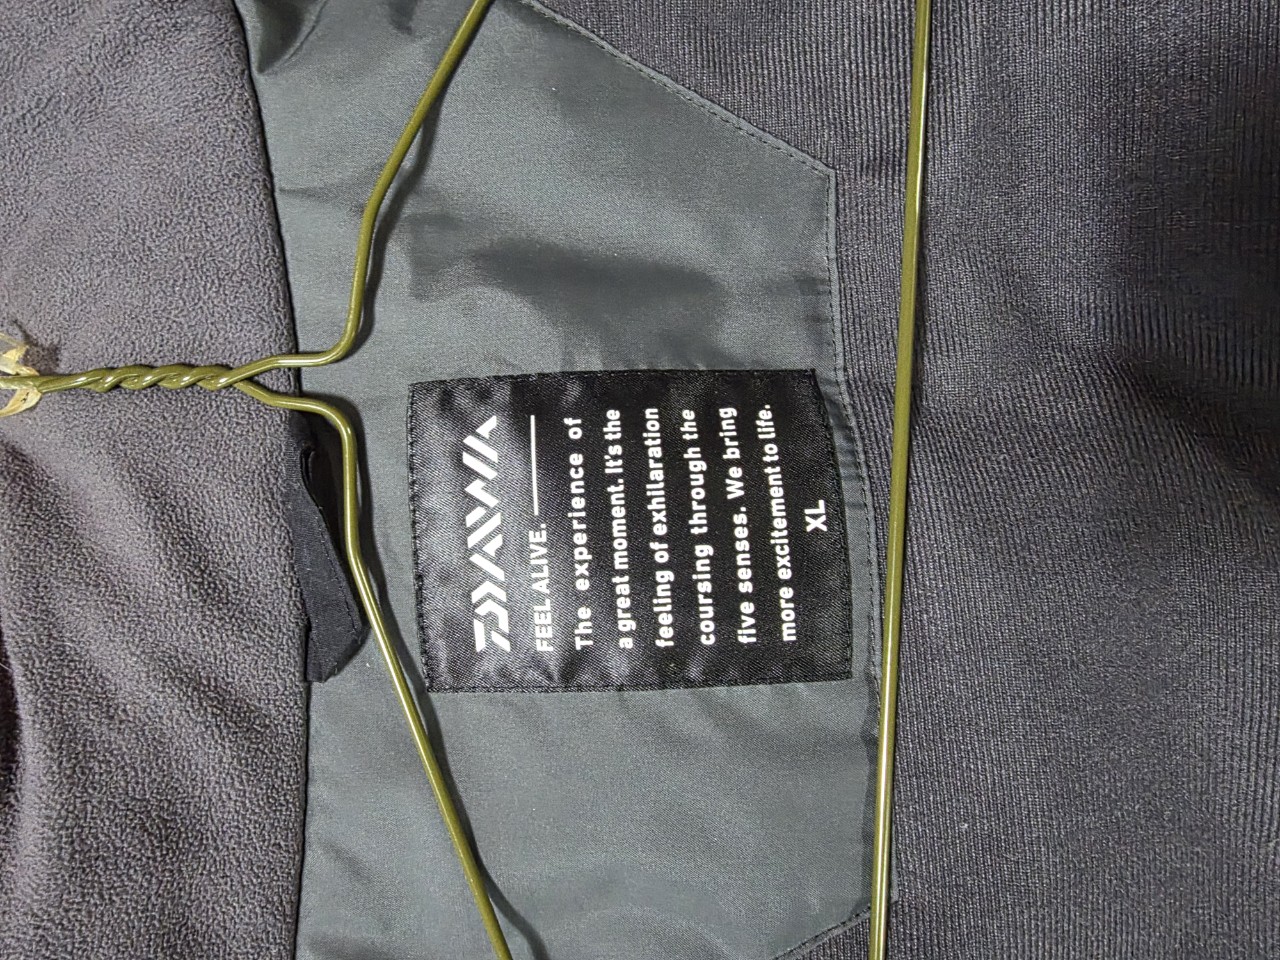 DAIWA
FEEL ALIVE.
The experience of
a great moment. It's the
feeling of exhilaration
coursing through the
five senses. We bring
more excitement to life.
XL